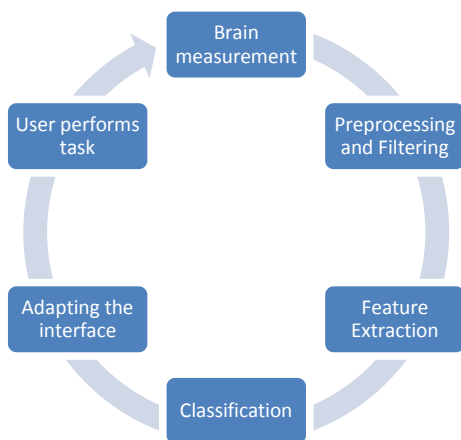 Brain
measurement
Preprocessing
and Filtering
Feature
Extraction
Classification
Adapting the
interface
User performs
task